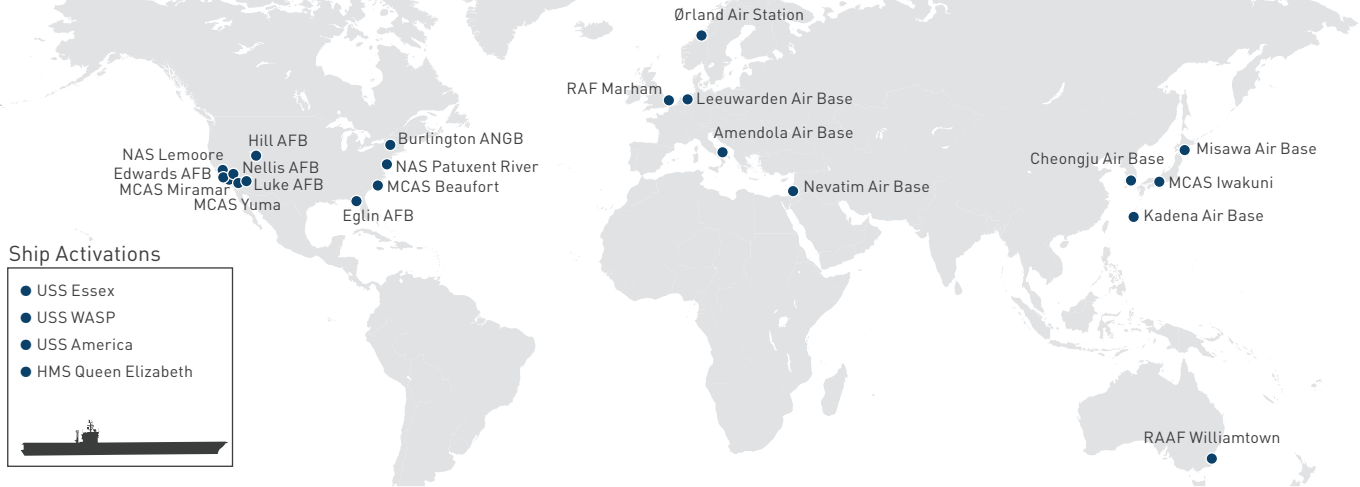 Ørland Air Station
RAF Marham
Leeuwarden Air Base
Amendola Air Base
Hill AFB
Burlington ANGB
NAS Lemoore
Nellis AFB
NAS Patuxent River
Edwards AFB
Luke AFB
MCAS Beaufort
MCAS Miramar
MCAS Yuma
Eglin AFB
Nevatim Air Base
Cheongju Air Base
Misawa Air Base
MCAS Iwakuni
Kadena Air Base
Ship Activations
USS Essex
USS WASP
USS America
HMS Queen Elizabeth
RAAF Williamtown